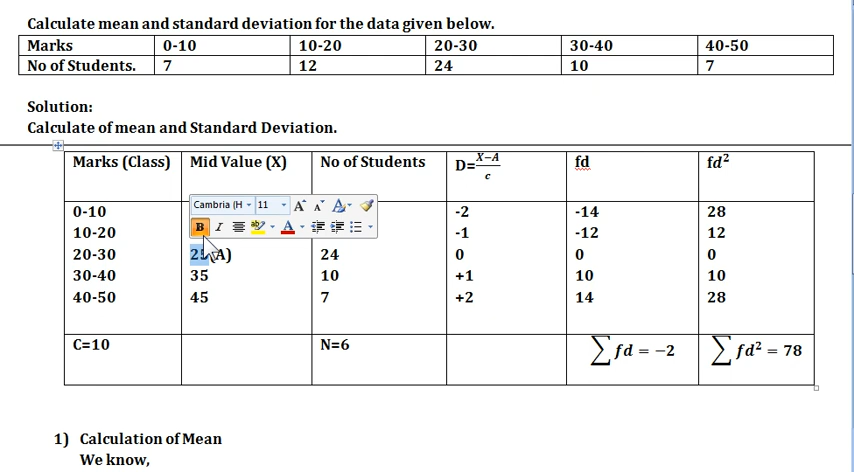 Calculate mean and standard deviation for the data given below.
Marks 0-10 10-20 20-30 30-40 40-50
No of Students. 7 12 24 10 7
Solution:
Calculate of mean and Standard Deviation.
Marks (Class) Mid Value (X) No of Students D=\frac{X−A}{c} fd fd²
Cambria (H 11 A A A
B I ab A
0-10 -2 -14 28
10-20 -1 -12 12
20-30 25(A) 24 0 0 0
30-40 35 10 +1 10 10
40-50 45 7 +2 14 28
C=10 N=6 ∑fd = −2 ∑fd² = 78
1) Calculation of Mean
We know,